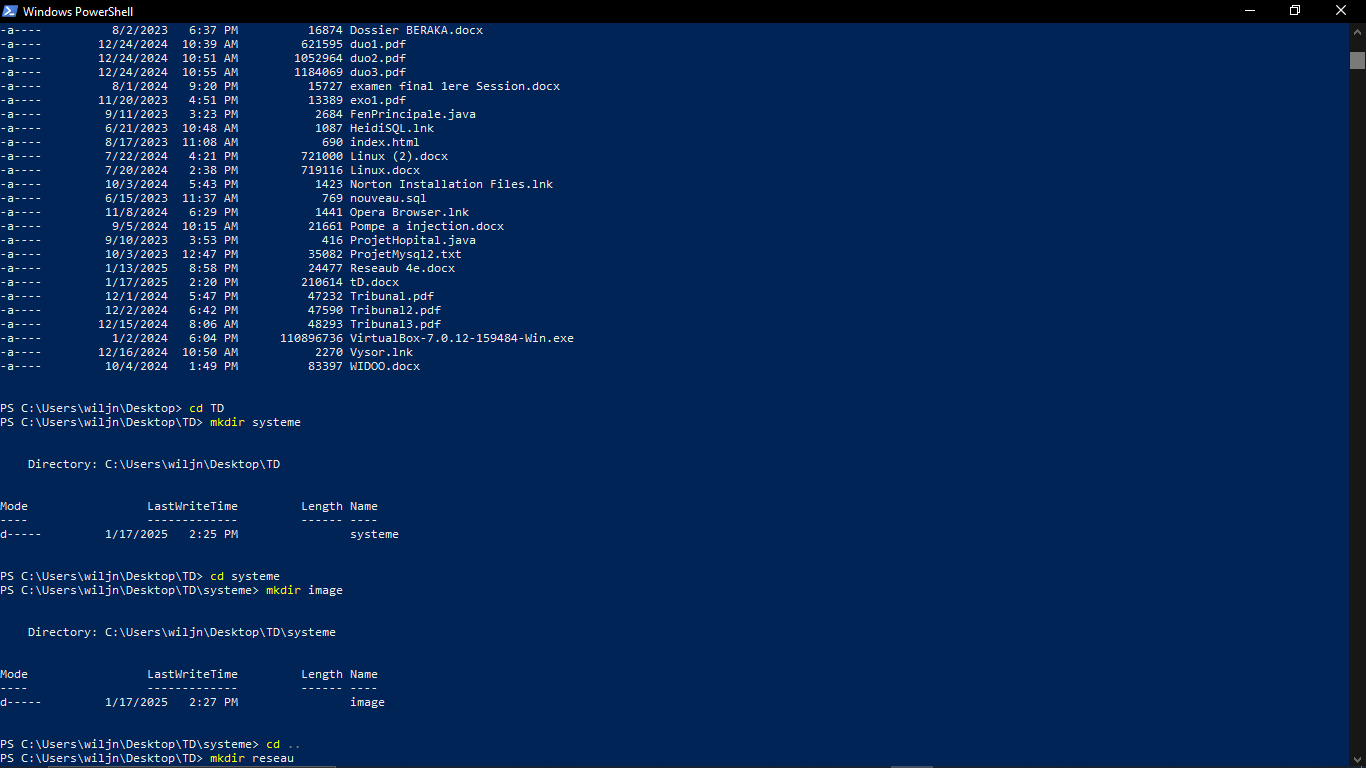 Windows PowerShell
-a---- 8/2/2023 6:37 PM 16874 Dossier BERAKA.docx
-a---- 12/24/2024 10:39 AM 621595 duo1.pdf
-a---- 12/24/2024 10:51 AM 1052964 duo2.pdf
-a---- 12/24/2024 10:55 AM 1184069 duo3.pdf
-a---- 8/1/2024 9:20 PM 15727 examen final 1ere Session.docx
-a---- 11/20/2023 4:51 PM 13389 exo1.pdf
-a---- 9/11/2023 3:23 PM 2684 FenPrincipale.java
-a---- 6/21/2023 10:48 AM 1087 HeidiSQL.lnk
-a---- 8/17/2023 11:08 AM 690 index.html
-a---- 7/22/2024 4:21 PM 721000 Linux (2).docx
-a---- 7/20/2024 2:38 PM 719116 Linux.docx
-a---- 10/3/2024 5:43 PM 1423 Norton Installation Files.lnk
-a---- 6/15/2023 11:37 AM 769 nouveau.sql
-a---- 11/8/2024 6:29 PM 1441 Opera Browser.lnk
-a---- 9/5/2024 10:15 AM 21661 Pompe a injection.docx
-a---- 9/10/2023 3:53 PM 416 ProjetHopital.java
-a---- 10/3/2023 12:47 PM 35082 ProjetMysql2.txt
-a---- 1/13/2025 8:58 PM 24477 Reseaub 4e.docx
-a---- 1/17/2025 2:20 PM 210614 tD.docx
-a---- 12/1/2024 5:47 PM 47232 Tribunal.pdf
-a---- 12/2/2024 6:42 PM 47590 Tribunal2.pdf
-a---- 12/15/2024 8:06 AM 48293 Tribunal3.pdf
-a---- 1/2/2024 6:04 PM 110896736 VirtualBox-7.0.12-159484-Win.exe
-a---- 12/16/2024 10:50 AM 2270 Vysor.lnk
-a---- 10/4/2024 1:49 PM 83397 WIDOO.docx
PS C:\Users\wiljn\Desktop> cd TD
PS C:\Users\wiljn\Desktop\TD> mkdir systeme
Directory: C:\Users\wiljn\Desktop\TD
Mode LastWriteTime Length Name
---- ------------- ------ ----
d----- 1/17/2025 2:25 PM systeme
PS C:\Users\wiljn\Desktop\TD> cd systeme
PS C:\Users\wiljn\Desktop\TD\systeme> mkdir image
Directory: C:\Users\wiljn\Desktop\TD\systeme
Mode LastWriteTime Length Name
---- ------------- ------ ----
d----- 1/17/2025 2:27 PM image
PS C:\Users\wiljn\Desktop\TD\systeme> cd ..
PS C:\Users\wiljn\Desktop\TD> mkdir reseau